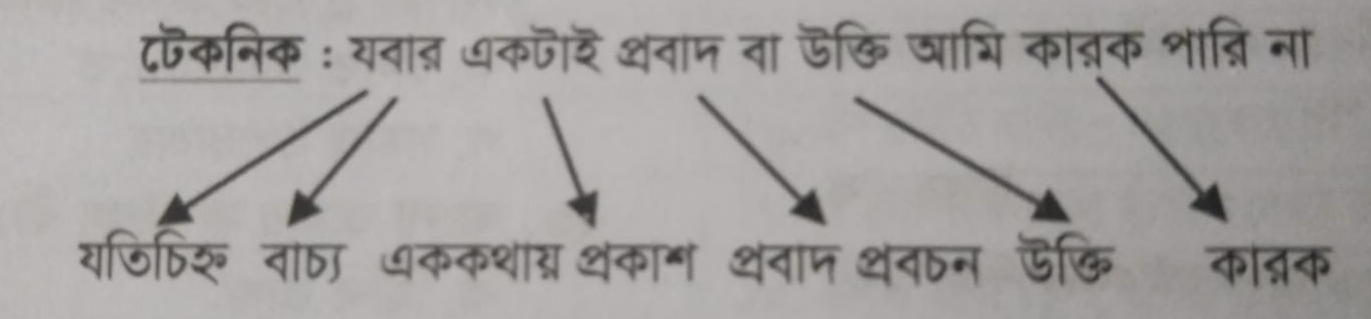 টেকনিক : যবার একটাই প্রবাদ বা উক্তি আমি কারক পারি না
যতিচিহ্ন বাচ্য এককথায় প্রকাশ প্রবাদ প্রবচন উক্তি কারক